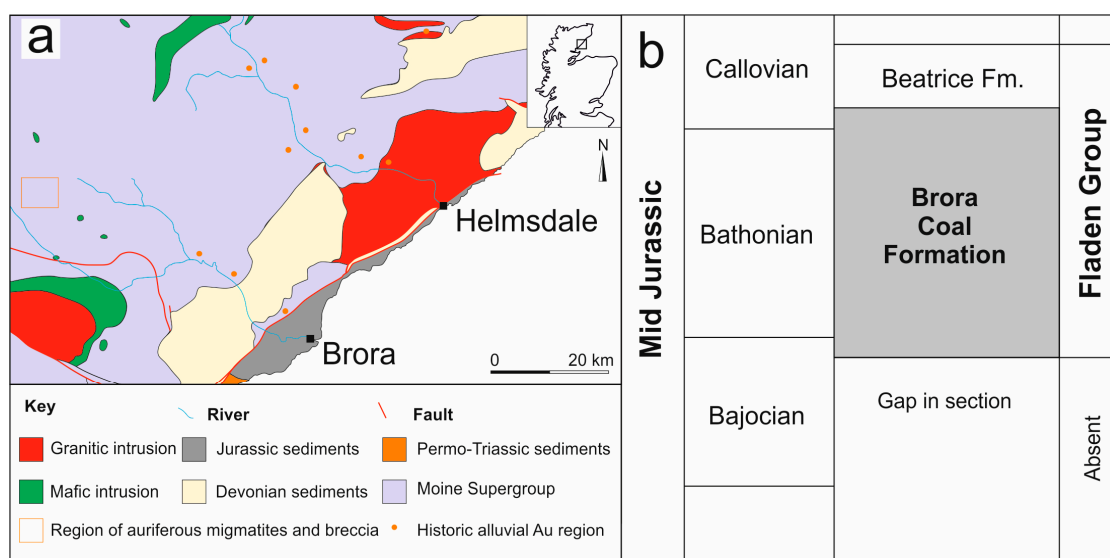 a
N
Helmsdale
Brora
0 20 km
Key
River
Fault
Granitic intrusion
Jurassic sediments
Permo-Triassic sediments
Mafic intrusion
Devonian sediments
Moine Supergroup
Region of auriferous migmatites and breccia
Historic alluvial Au region
b
Mid Jurassic
Callovian
Bathonian
Bajocian
Beatrice Fm.
Brora
Coal
Formation
Gap in section
Fladen Group
Absent